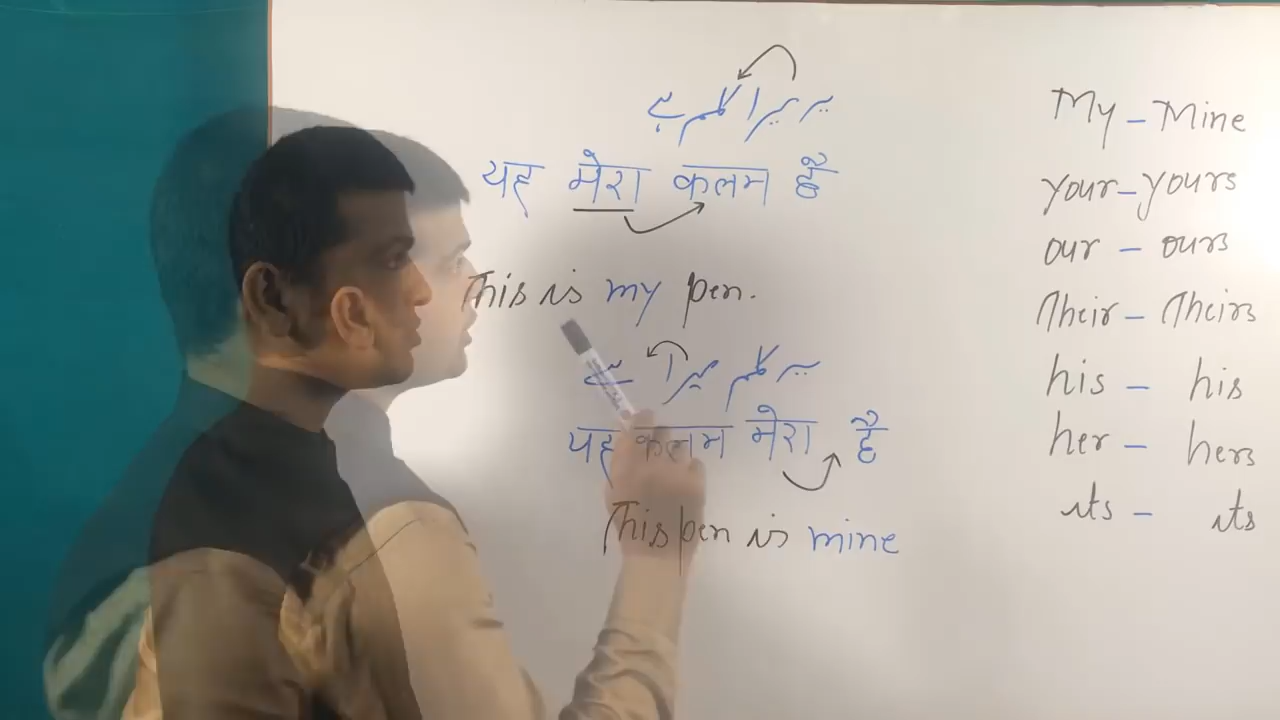 یہ میرا قلم ہے
यह मेरा कलम है
This is my pen.
یہ قلم میرا ہے
यह कलम मेरा है
This pen is mine
My – Mine
your – yours
our – ours
Their – Theirs
his – his
her – hers
its – its